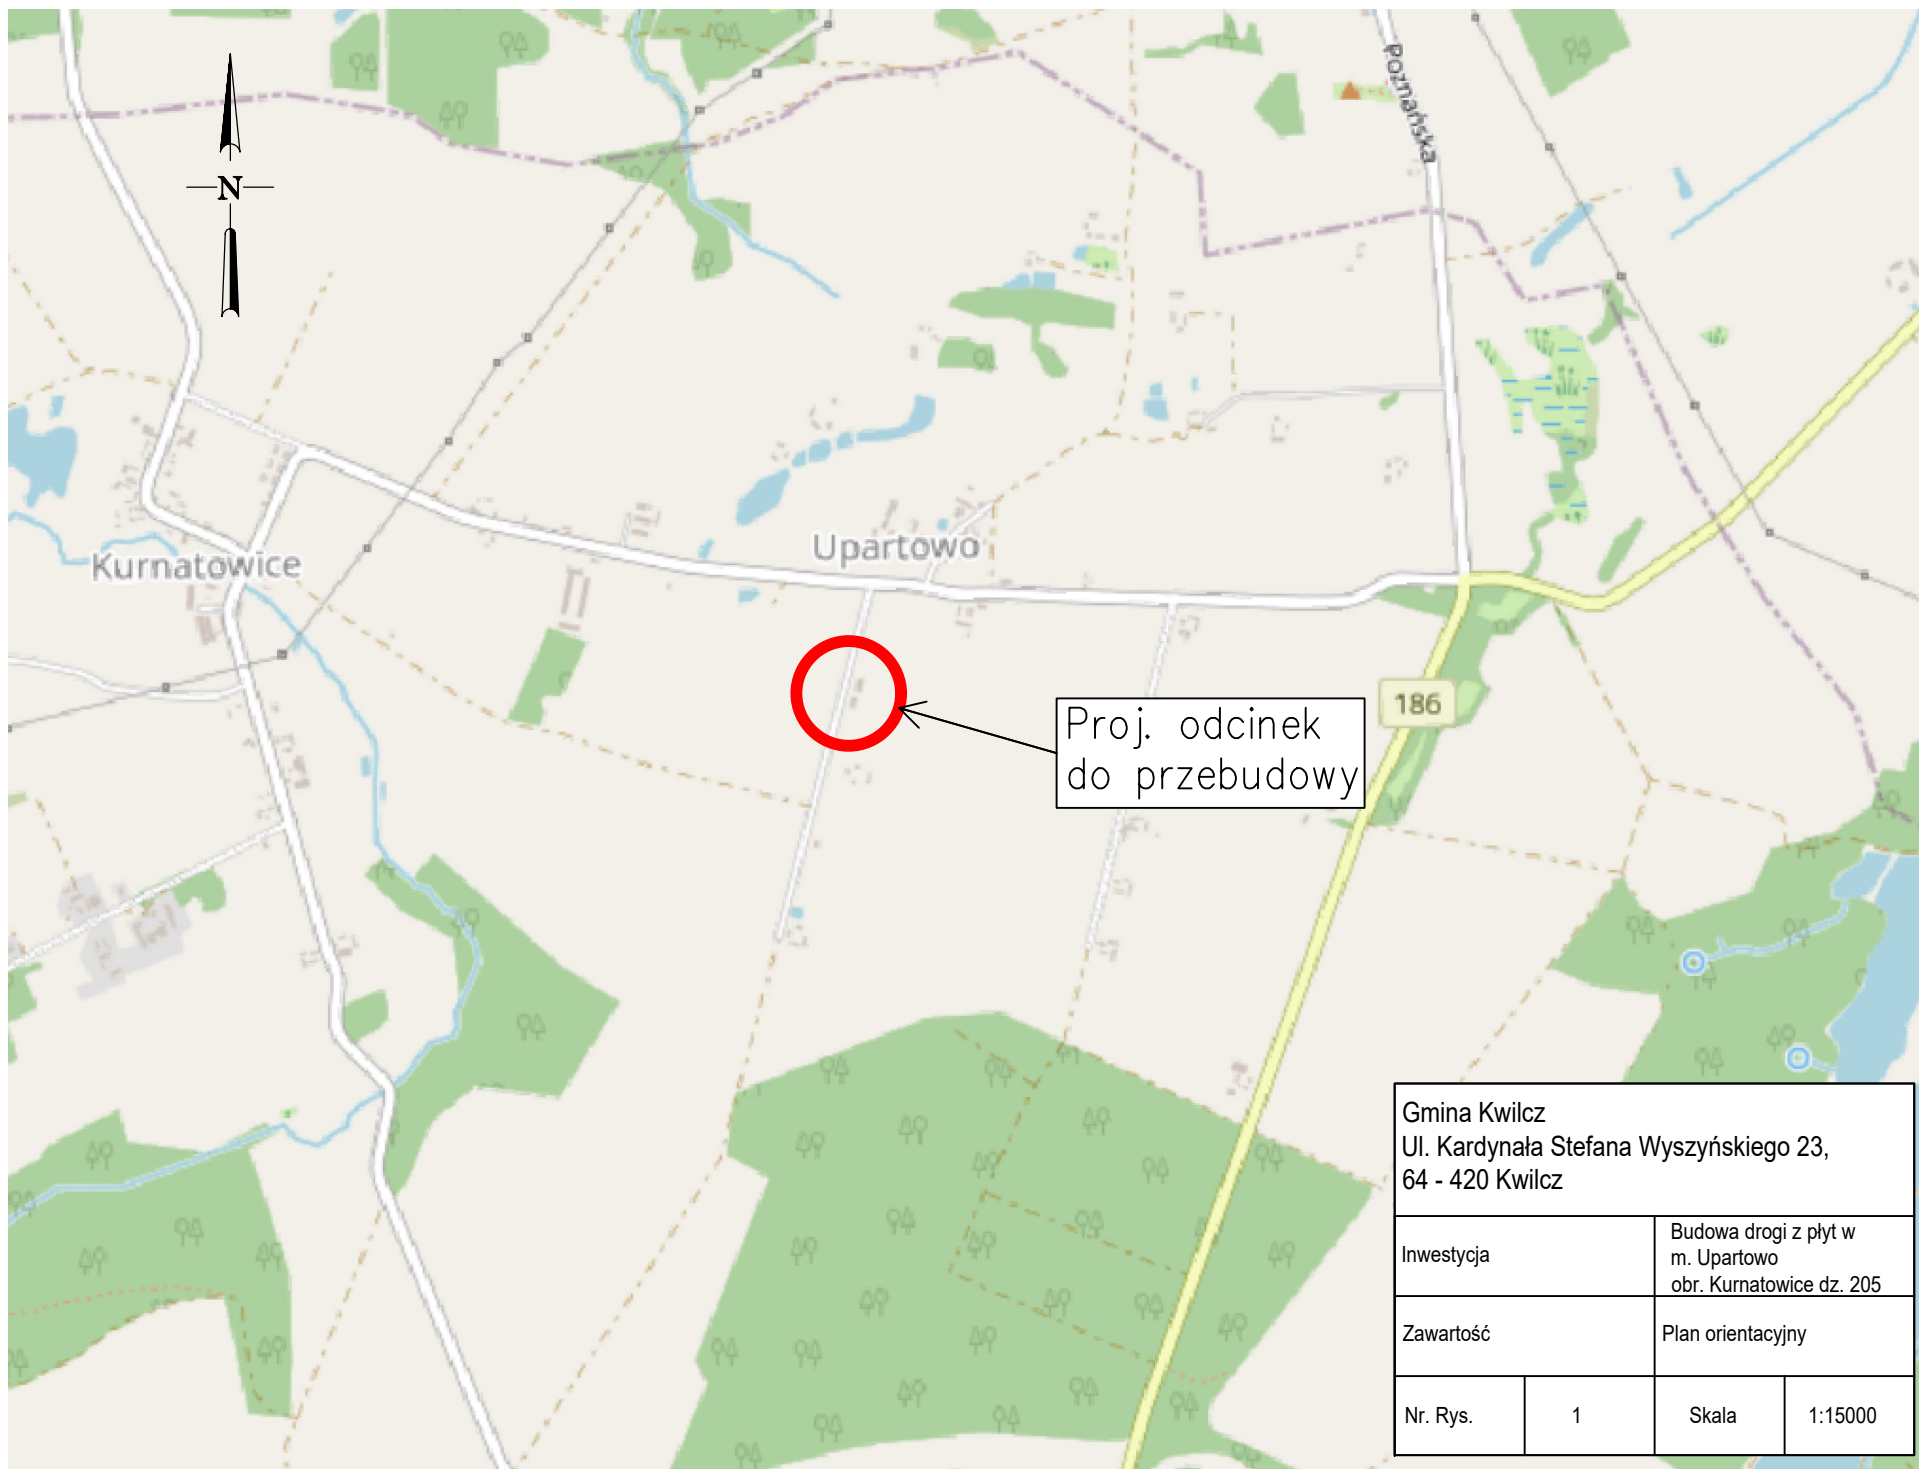 Poznańska
N
Kurnatowice
Upartowo
186
Proj. odcinek
do przebudowy
Gmina Kwilcz
Ul. Kardynała Stefana Wyszyńskiego 23,
64 - 420 Kwilcz
Inwestycja
Budowa drogi z płyt w
m. Upartowo
obr. Kurnatowice dz. 205
Zawartość
Plan orientacyjny
Nr. Rys.
1
Skala
1:15000